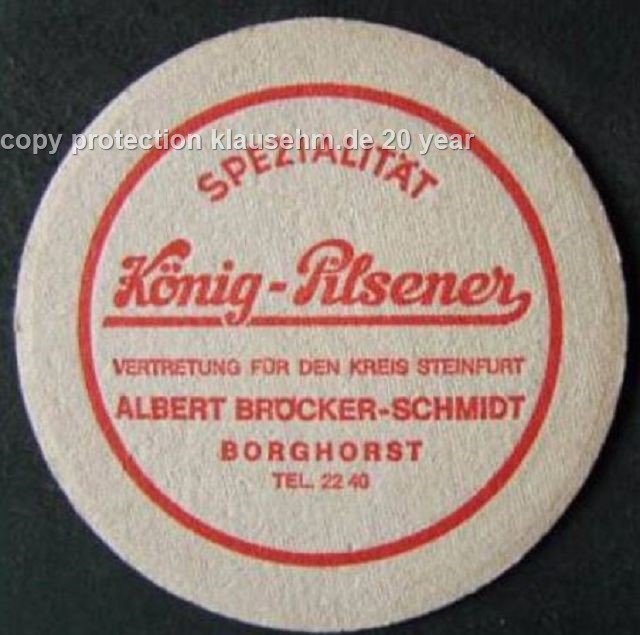 copy protection klausehm.de 20 year
SPEZIALITÄT
König-Pilsener
VERTRETUNG FÜR DEN KREIS STEINFURT
ALBERT BRÖCKER-SCHMIDT
BORGHORST
TEL. 22 40